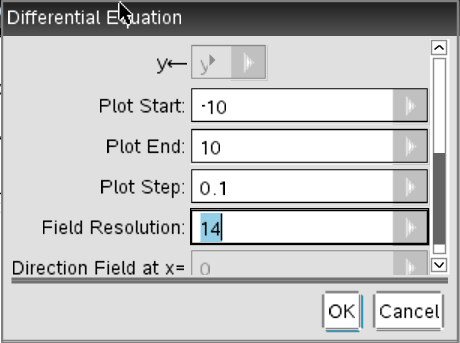 Differential Equation
y← y
Plot Start: -10
Plot End: 10
Plot Step: 0.1
Field Resolution: 14
Direction Field at x= 0
OK Cancel